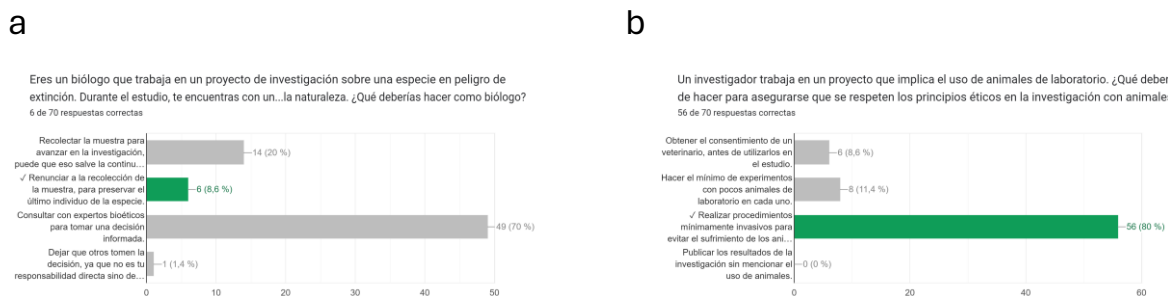 a
Eres un biólogo que trabaja en un proyecto de investigación sobre una especie en peligro de
extinción. Durante el estudio, te encuentras con un...la naturaleza. ¿Qué deberías hacer como biólogo?
6 de 70 respuestas correctas
Recolectar la muestra para
avanzar en la investigación,
puede que eso salve la continu…
14 (20 %)
✓ Renunciar a la recolección de
la muestra, para preservar el
último individuo de la especie.
6 (8,6 %)
Consultar con expertos bioéticos
para tomar una decisión
informada.
49 (70 %)
Dejar que otros tomen la
decisión, ya que no es tu
responsabilidad directa sino de…
1 (1,4 %)
0 10 20 30 40 50
b
Un investigador trabaja en un proyecto que implica el uso de animales de laboratorio. ¿Qué deber
de hacer para asegurarse que se respeten los principios éticos en la investigación con animale
56 de 70 respuestas correctas
Obtener el consentimiento de un
veterinario, antes de utilizarlos en
el estudio.
6 (8,6 %)
Hacer el mínimo de experimentos
con pocos animales de
laboratorio en cada uno.
8 (11,4 %)
✓ Realizar procedimientos
mínimamente invasivos para
evitar el sufrimiento de los ani…
56 (80 %)
Publicar los resultados de la
investigación sin mencionar el
uso de animales.
0 (0 %)
0 20 40 60